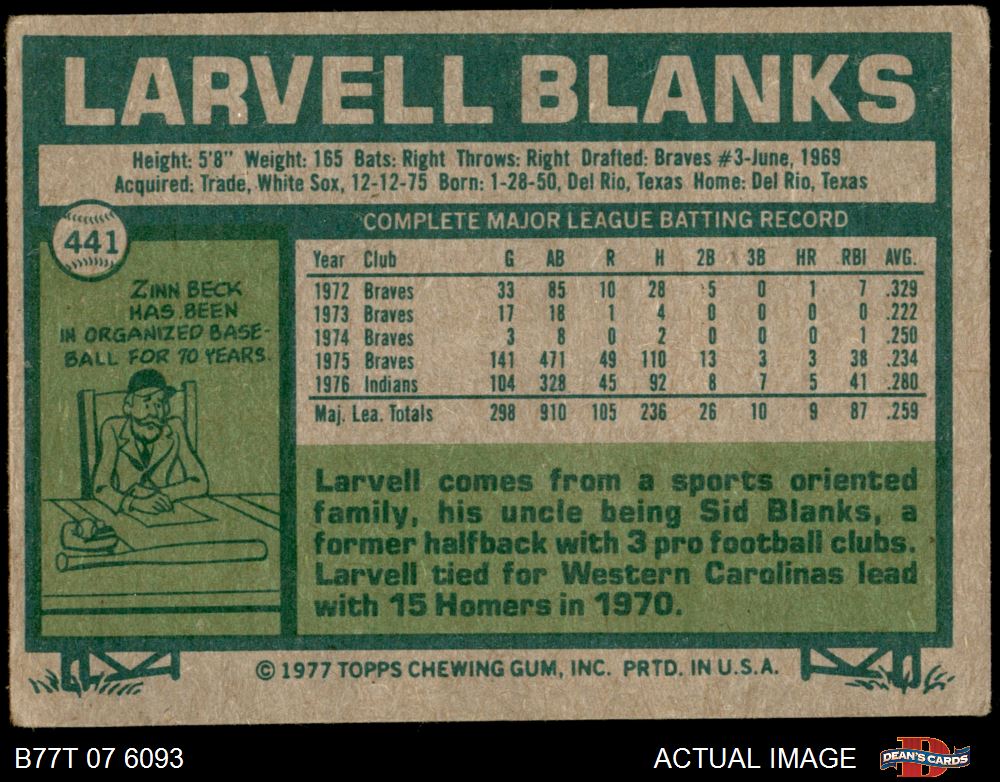 LARVELL BLANKS
Height: 5'8" Weight: 165 Bats: Right Throws: Right Drafted: Braves #3-June, 1969
Acquired: Trade, White Sox, 12-12-75 Born: 1-28-50, Del Rio, Texas Home: Del Rio, Texas
441
COMPLETE MAJOR LEAGUE BATTING RECORD
Year Club G AB R H 2B 3B HR RBI AVG.
1972 Braves 33 85 10 28 5 0 1 7 .329
1973 Braves 17 18 1 4 0 0 0 0 .222
1974 Braves 3 8 0 2 0 0 0 1 .250
1975 Braves 141 471 49 110 13 3 3 38 .234
1976 Indians 104 328 45 92 8 7 5 41 .280
Maj. Lea. Totals 298 910 105 236 26 10 9 87 .259
ZINN BECK
HAS BEEN
IN ORGANIZED BASE-
BALL FOR 70 YEARS.
Larvell comes from a sports oriented
family, his uncle being Sid Blanks, a
former halfback with 3 pro football clubs.
Larvell tied for Western Carolinas lead
with 15 Homers in 1970.
© 1977 TOPPS CHEWING GUM, INC. PRTD. IN U.S.A.
B77T 07 6093
ACTUAL IMAGE
DEAN'S CARDS